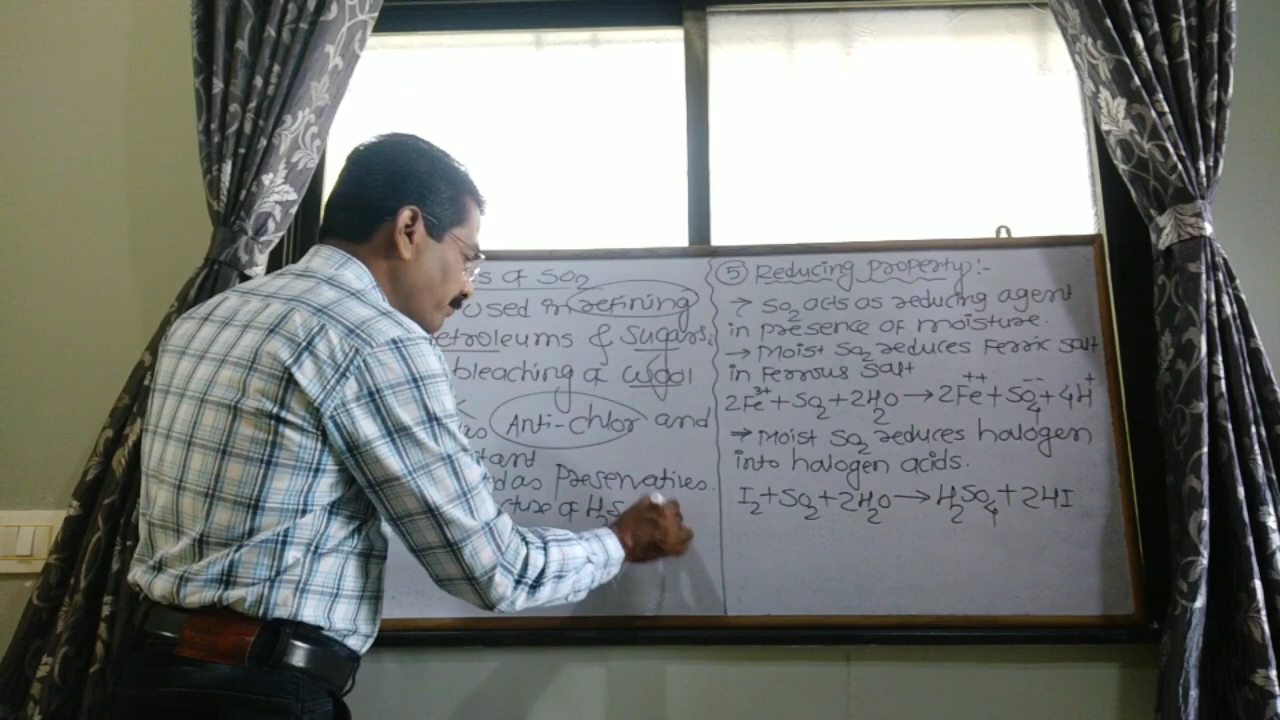 s of SO2
used in refining
etroleums & sugars.
bleaching of wool
Anti-chlor and
tant
d as Preservatives.
cture of H2S
⑤ Reducing property:-
→ SO2 acts as reducing agent
in presence of moisture.
→ Moist SO2 reduces Ferric salt
in Ferrous salt
2Fe³⁺ + SO2 + 2H2O → 2Fe⁺⁺ + SO4⁻⁻ + 4H⁺
→ Moist SO2 reduces halogen
into halogen acids.
I2 + SO2 + 2H2O → H2SO4 + 2HI